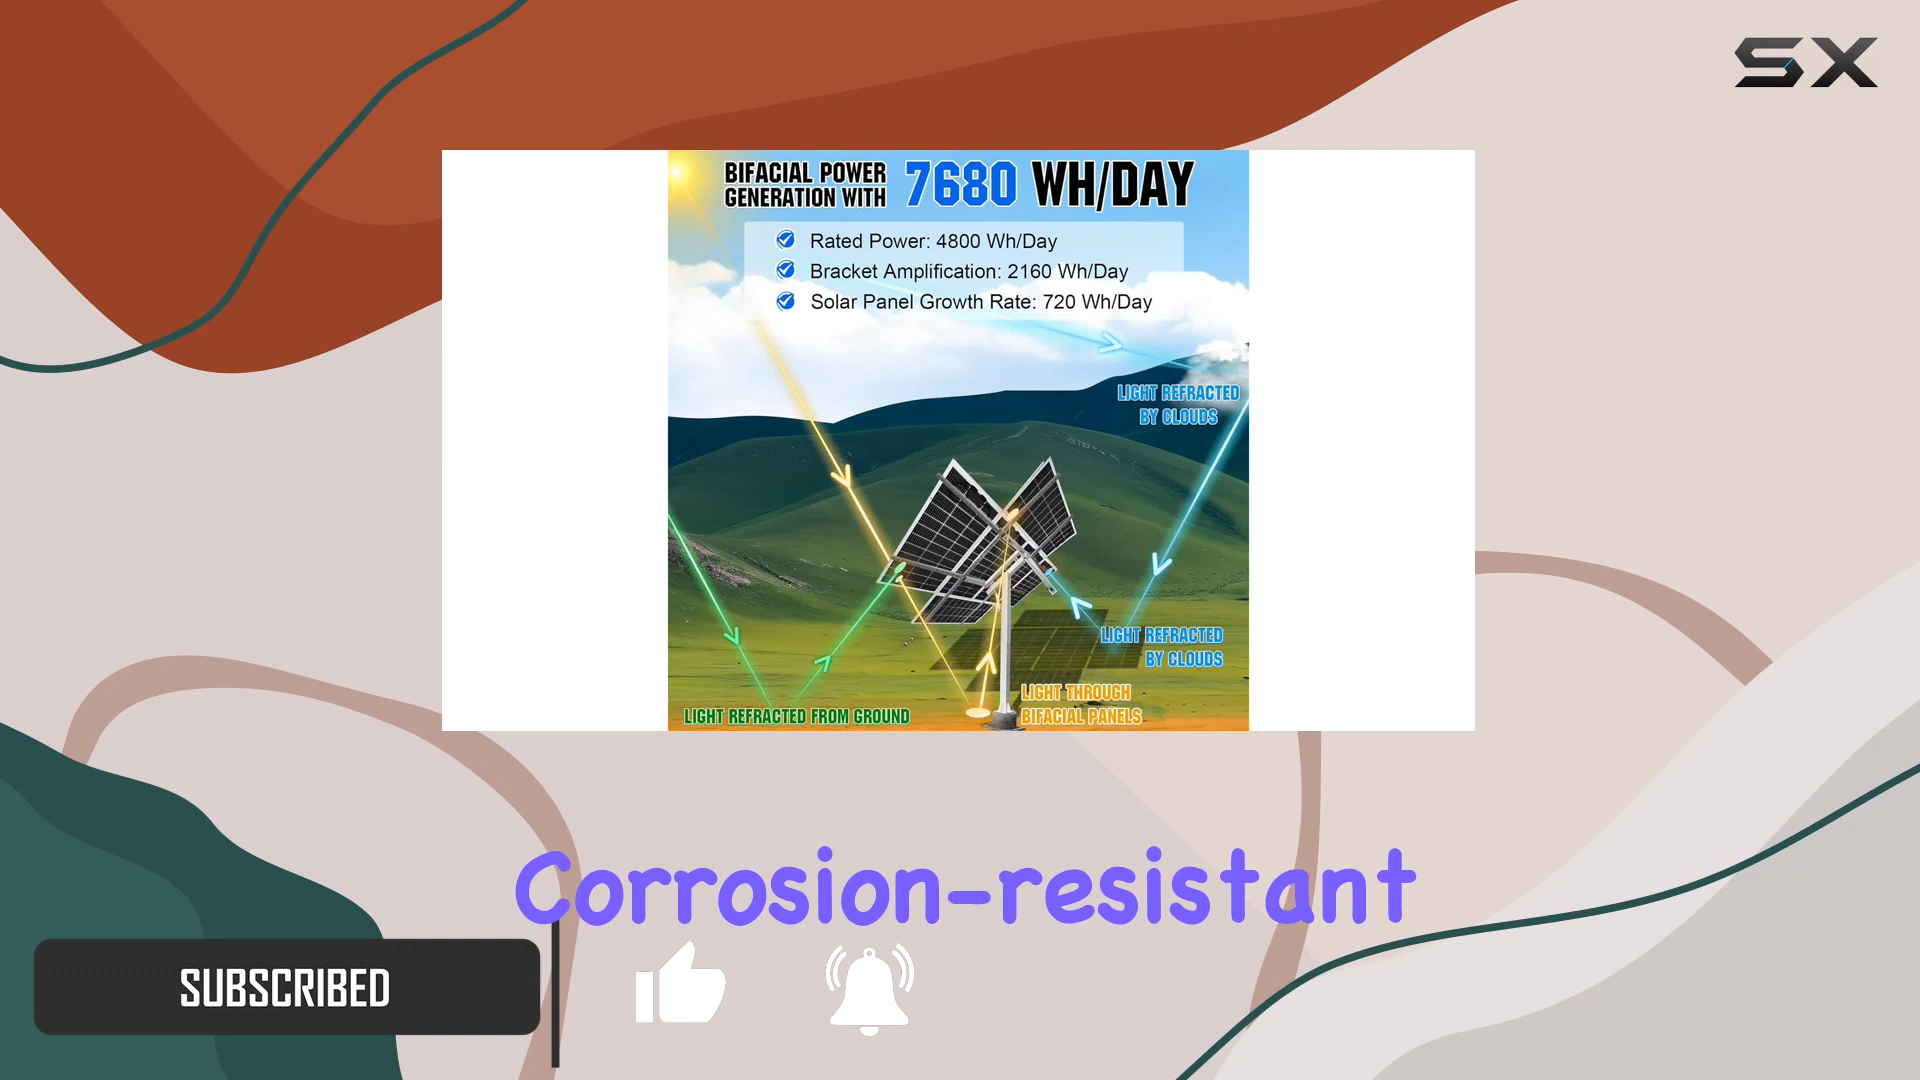 SX
BIFACIAL POWER
GENERATION WITH 7680 WH/DAY
Rated Power: 4800 Wh/Day
Bracket Amplification: 2160 Wh/Day
Solar Panel Growth Rate: 720 Wh/Day
LIGHT REFRACTED
BY CLOUDS
LIGHT REFRACTED
BY CLOUDS
LIGHT THROUGH
BIFACIAL PANELS
LIGHT REFRACTED FROM GROUND
Corrosion-resistant
SUBSCRIBED